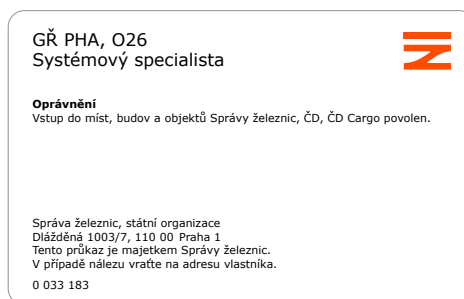 GŘ PHA, O26
Systémový specialista
Oprávnění
Vstup do míst, budov a objektů Správy železnic, ČD, ČD Cargo povolen.
Správa železnic, státní organizace
Dlážděná 1003/7, 110 00 Praha 1
Tento průkaz je majetkem Správy železnic.
V případě nálezu vraťte na adresu vlastníka.
0 033 183